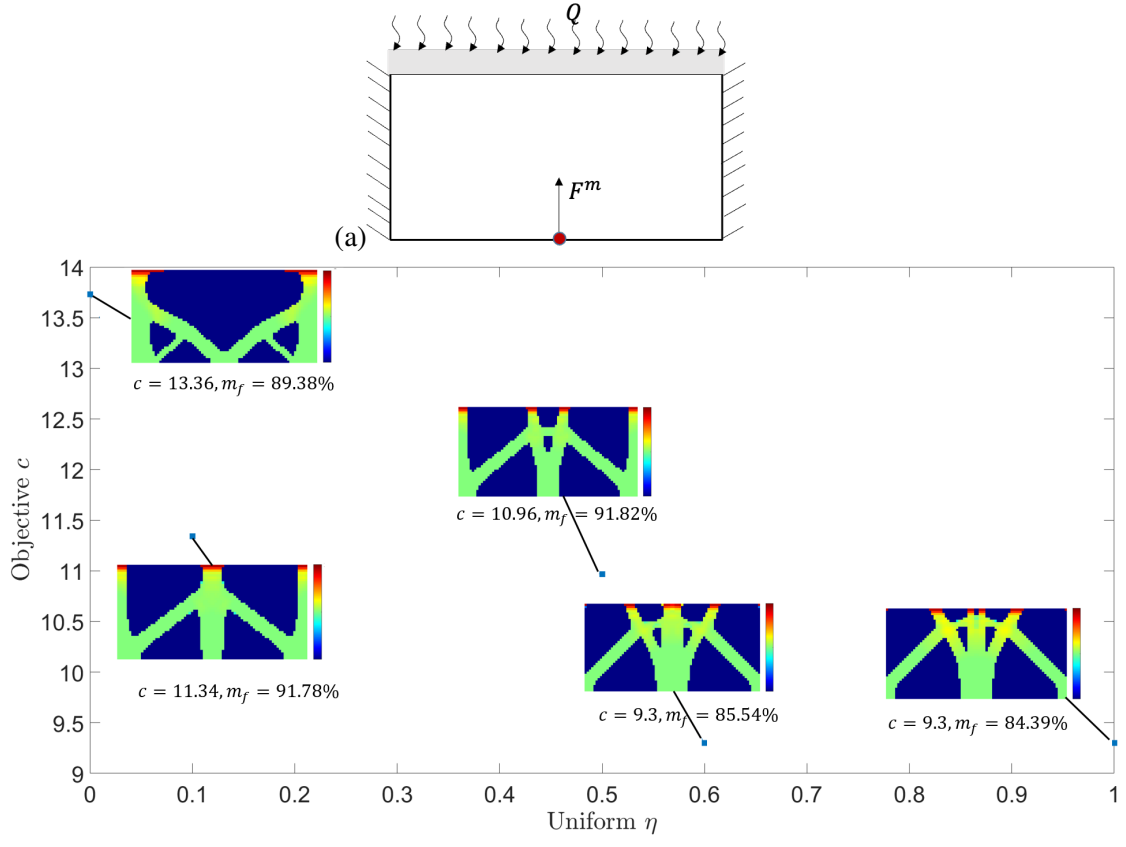 Q
F^m
(a)
14
13.5
13
12.5
12
11.5
11
10.5
10
9.5
9
Objective c
c = 13.36, m_f = 89.38%
c = 10.96, m_f = 91.82%
c = 11.34, m_f = 91.78%
c = 9.3, m_f = 85.54%
c = 9.3, m_f = 84.39%
0 0.1 0.2 0.3 0.4 0.5 0.6 0.7 0.8 0.9 1
Uniform η